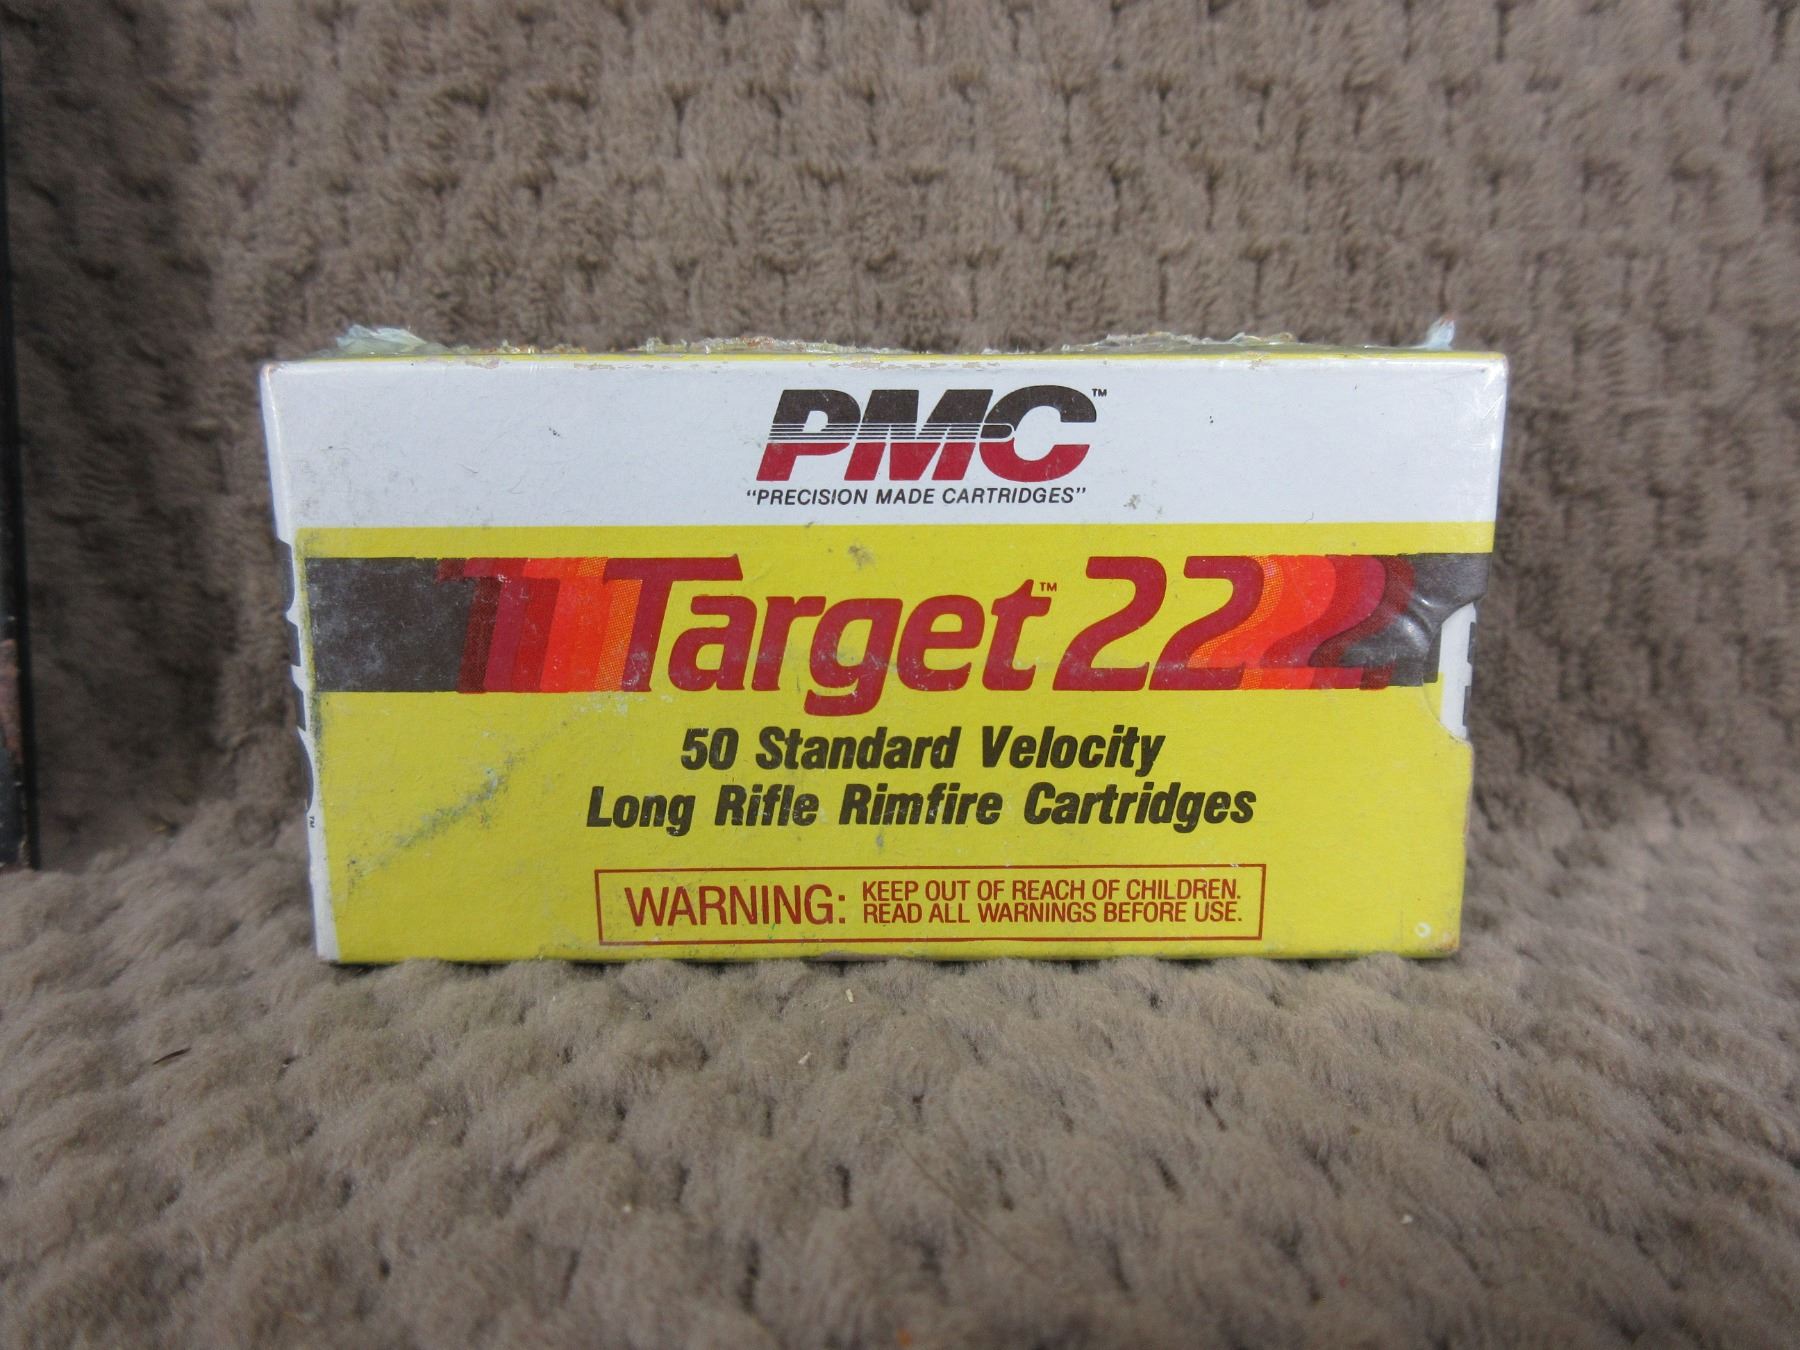 PMC™
"PRECISION MADE CARTRIDGES"
Target™ 22
50 Standard Velocity
Long Rifle Rimfire Cartridges
WARNING: KEEP OUT OF REACH OF CHILDREN.
READ ALL WARNINGS BEFORE USE.